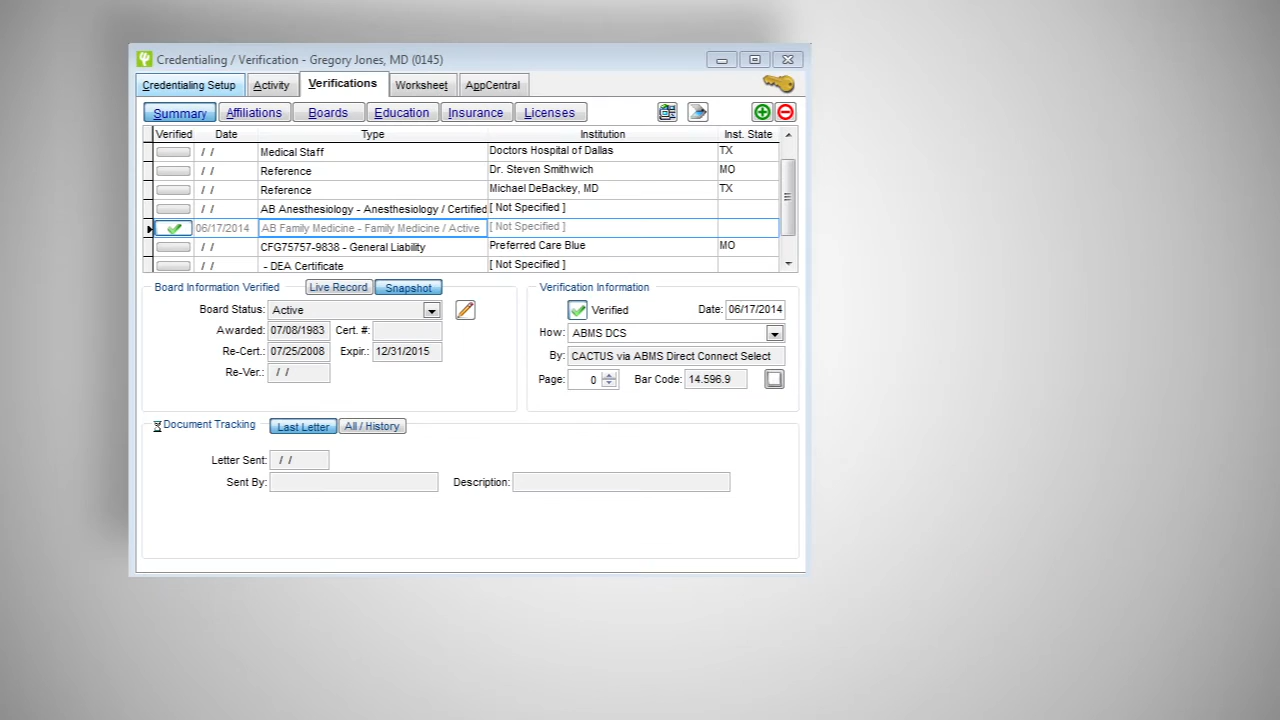 Credentialing / Verification - Gregory Jones, MD (0145)
Credentialing Setup Activity Verifications Worksheet AppCentral
Summary Affiliations Boards Education Insurance Licenses
Verified Date Type Institution Inst. State
/ / Medical Staff Doctors Hospital of Dallas TX
/ / Reference Dr. Steven Smithwich MO
/ / Reference Michael DeBackey, MD TX
/ / AB Anesthesiology - Anesthesiology / Certified [ Not Specified ]
06/17/2014 AB Family Medicine - Family Medicine / Active [ Not Specified ]
/ / CFG75757-9838 - General Liability Preferred Care Blue MO
/ / - DEA Certificate [ Not Specified ]
Board Information Verified Live Record Snapshot
Board Status: Active
Awarded: 07/08/1983 Cert. #:
Re-Cert.: 07/25/2008 Expir.: 12/31/2015
Re-Ver.: / /
Verification Information
Verified Date: 06/17/2014
How: ABMS DCS
By: CACTUS via ABMS Direct Connect Select
Page: 0 Bar Code: 14.596.9
Document Tracking Last Letter All / History
Letter Sent: / /
Sent By: Description: